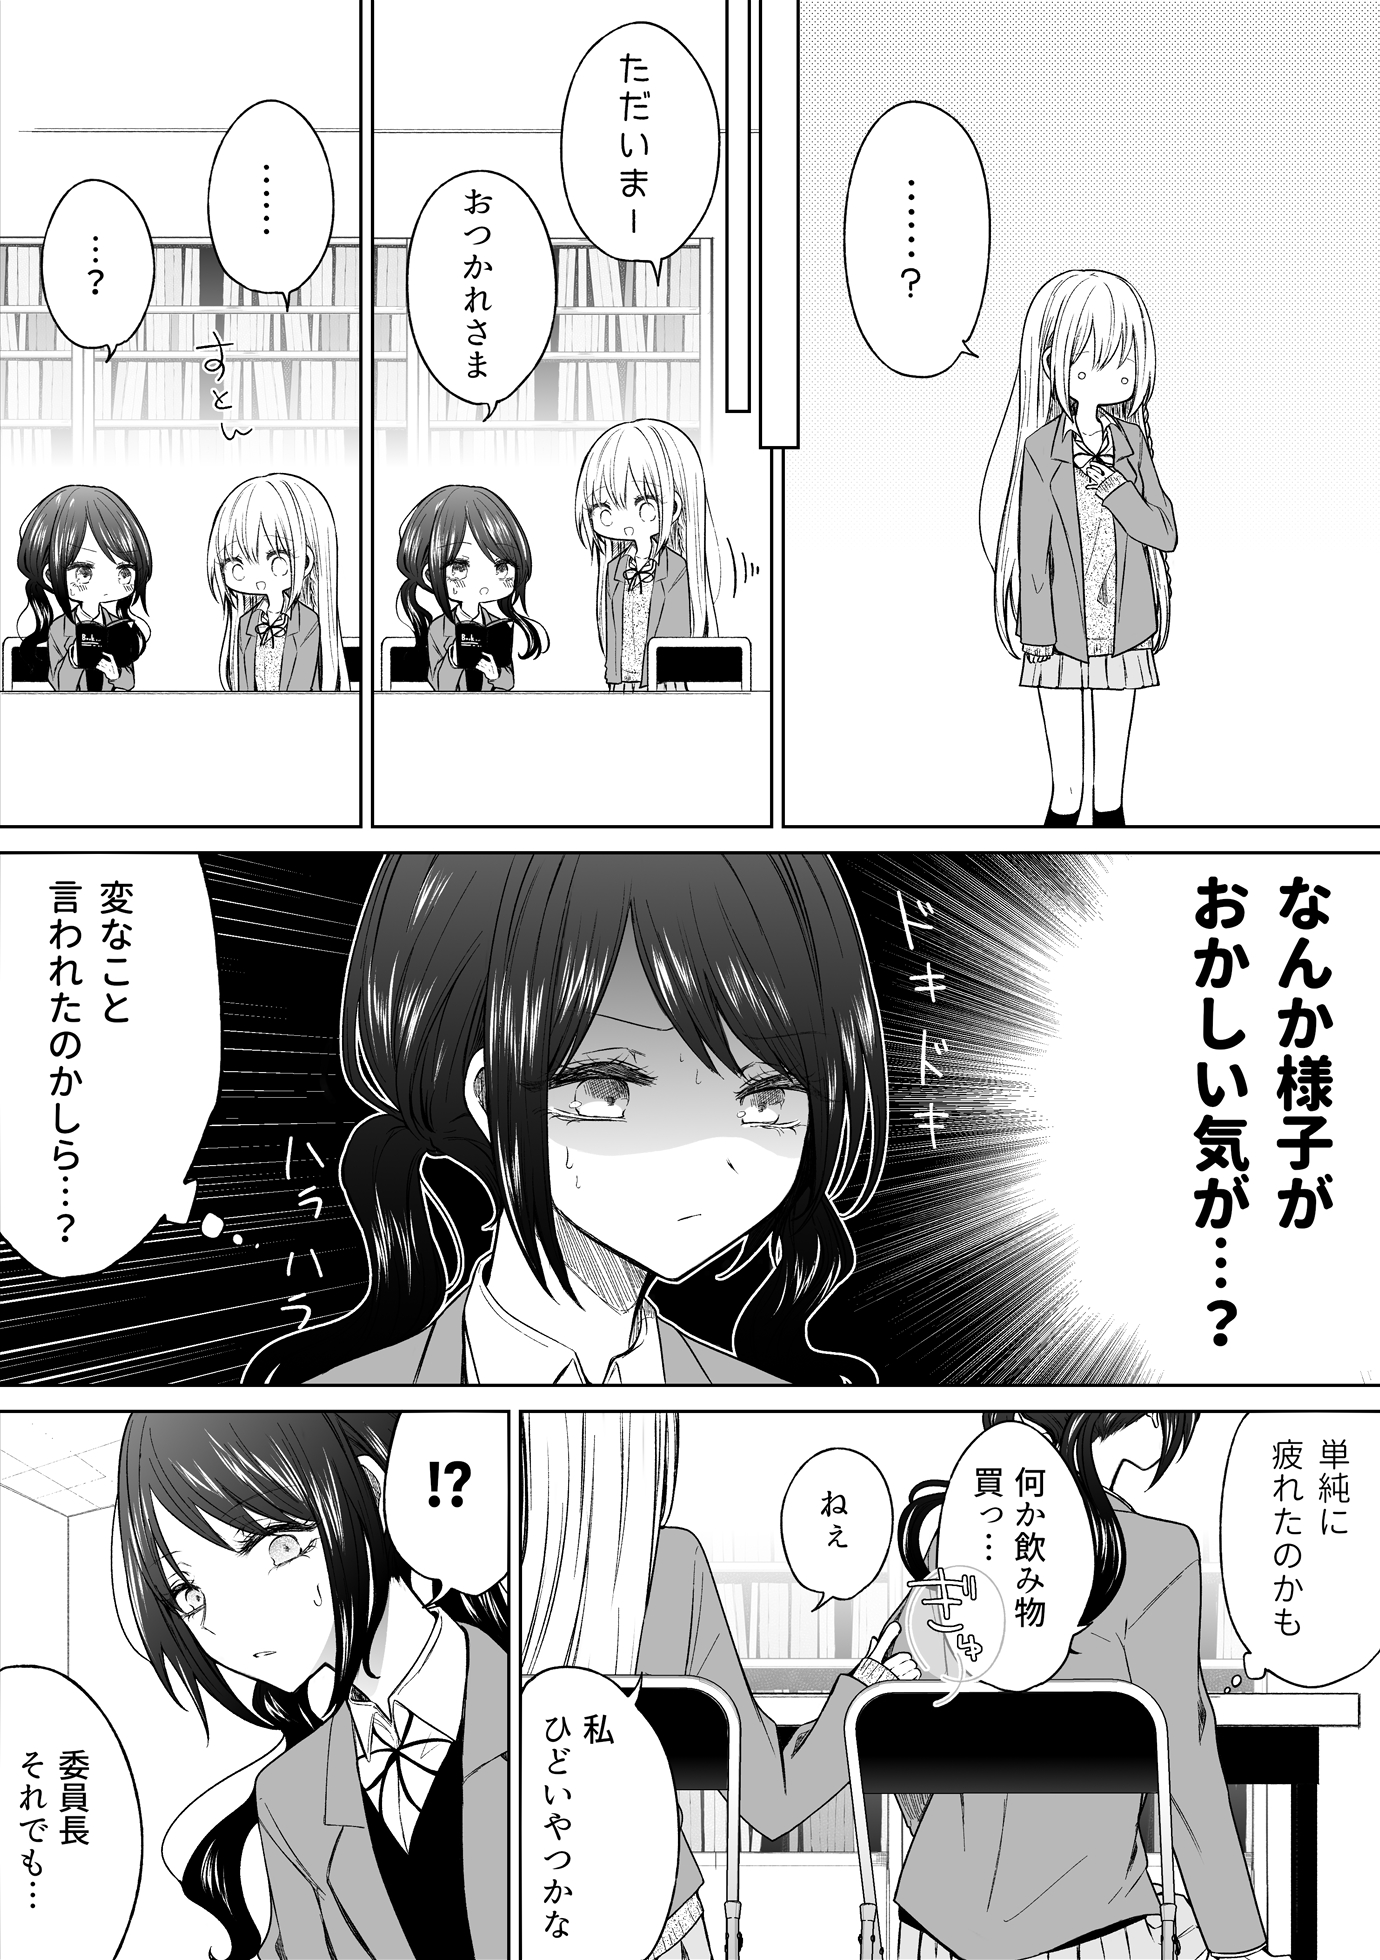 ……？
ただいまー
おつかれさま
……
すとん
…？
Book
なんか様子が
おかしい気が…？
ドキドキ
ハラハラ
変なこと
言われたのかしら…？
単純に
疲れたのかも
何か飲み物
買っ…
ぎゅ
ねぇ
私
ひどいやつかな
!?
委員長
それでも…